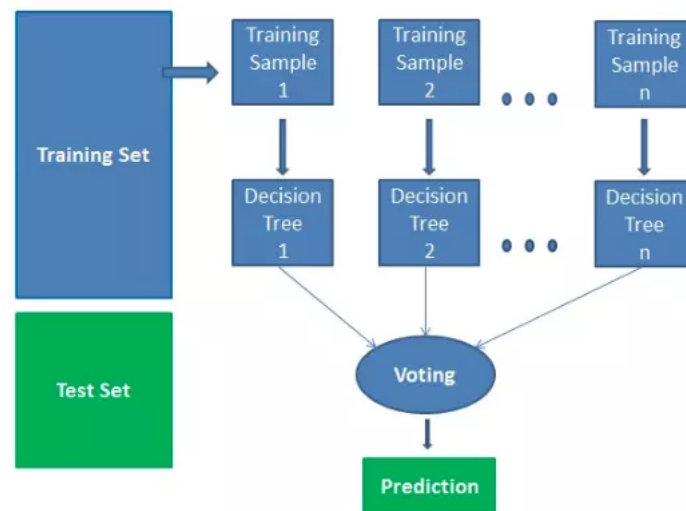 Training Set
Training
Sample
1
Training
Sample
2
Training
Sample
n
Decision
Tree
1
Decision
Tree
2
Decision
Tree
n
Test Set
Voting
Prediction